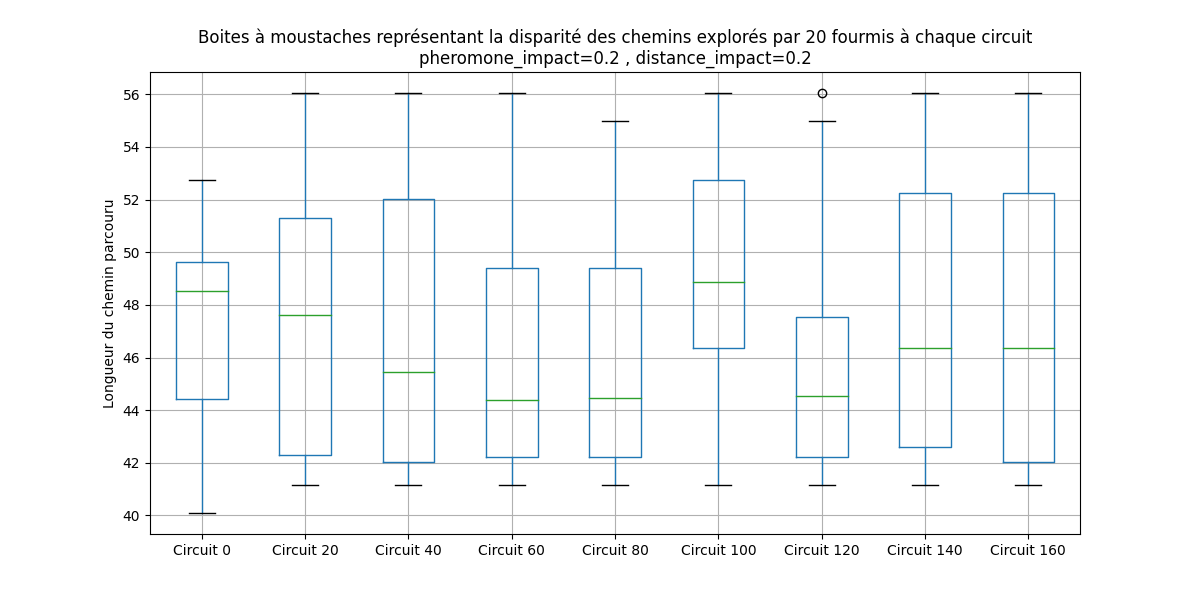 Boites à moustaches représentant la disparité des chemins explorés par 20 fourmis à chaque circuit
pheromone_impact=0.2 , distance_impact=0.2
Longueur du chemin parcouru
56
54
52
50
48
46
44
42
40
Circuit 0 Circuit 20 Circuit 40 Circuit 60 Circuit 80 Circuit 100 Circuit 120 Circuit 140 Circuit 160